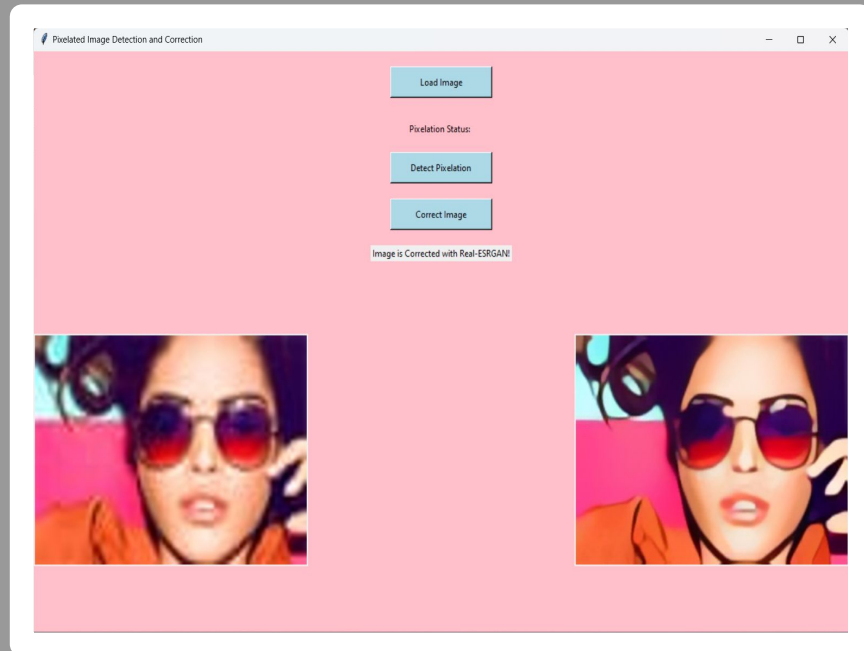 Pixelated Image Detection and Correction
Load Image
Pixelation Status:
Detect Pixelation
Correct Image
Image is Corrected with Real-ESRGAN!